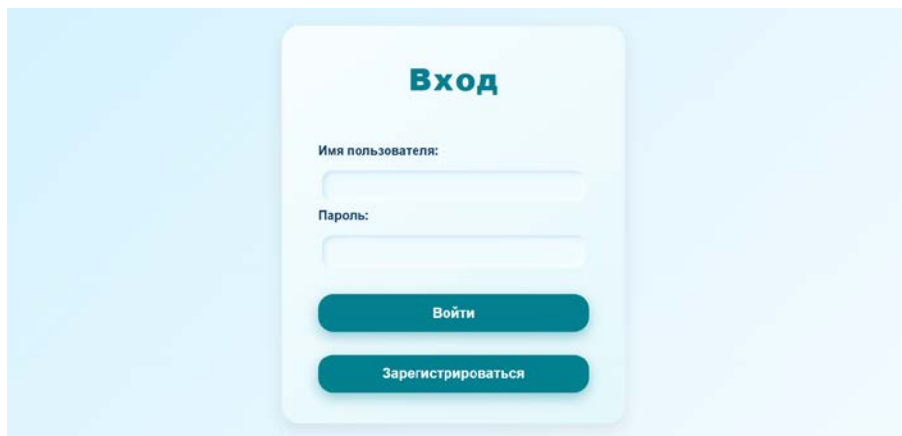 Вход
Имя пользователя:
Пароль:
Войти
Зарегистрироваться